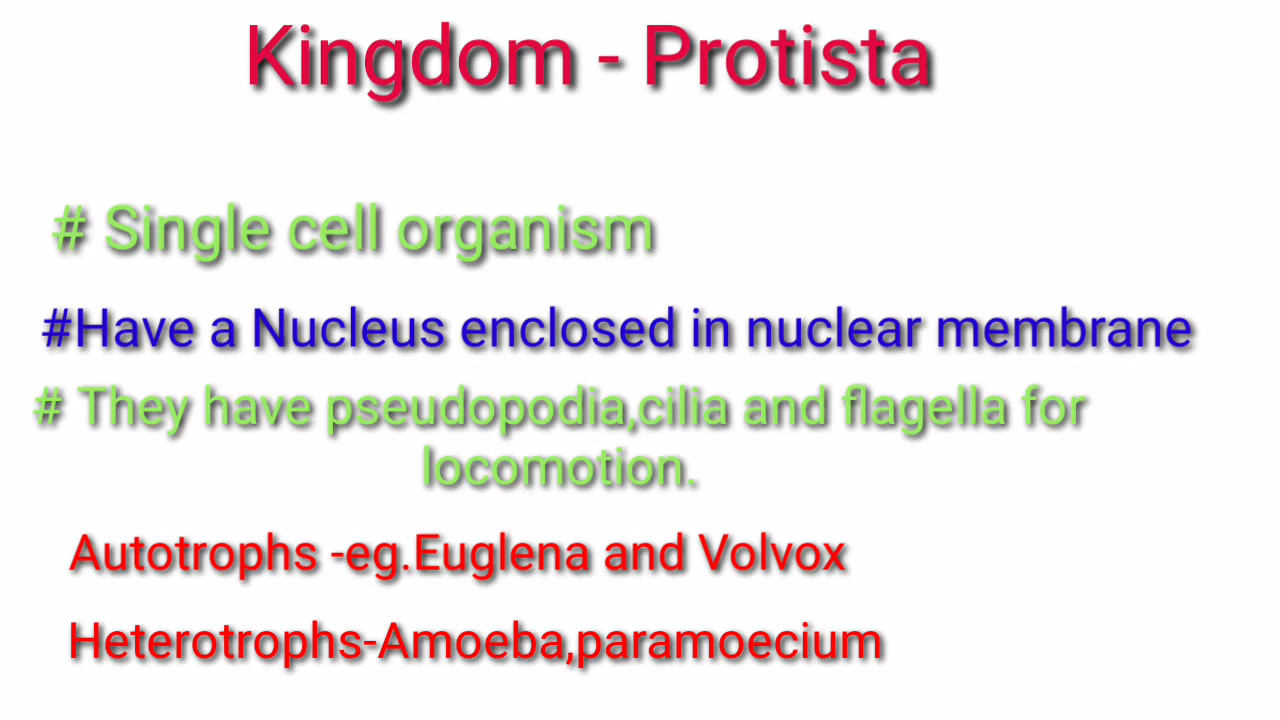 Kingdom - Protista
# Single cell organism
#Have a Nucleus enclosed in nuclear membrane
# They have pseudopodia,cilia and flagella for
locomotion.
Autotrophs -eg.Euglena and Volvox
Heterotrophs-Amoeba,paramoecium